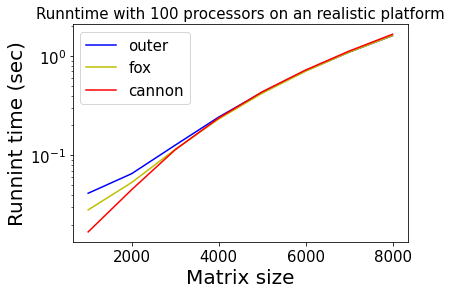 Runntime with 100 processors on an realistic platform
Runnint time (sec)
10⁰
10⁻¹
outer
fox
cannon
2000 4000 6000 8000
Matrix size